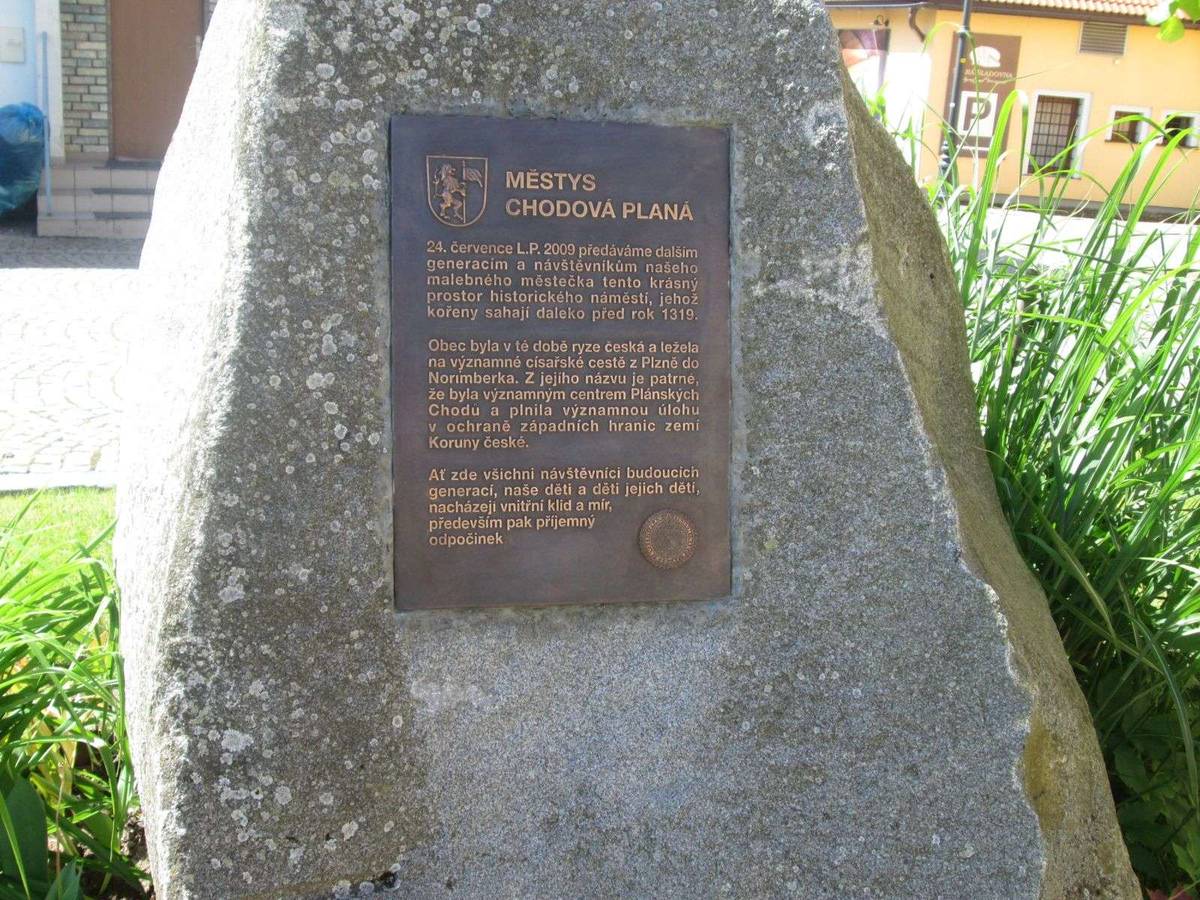 MĚSTYS
CHODOVÁ PLANÁ
24. července L.P. 2009 předáváme dalším
generacím a návštěvníkům našeho
malebného městečka tento krásný
prostor historického náměstí, jehož
kořeny sahají daleko před rok 1319.
Obec byla v té době ryze česká a ležela
na významné císařské cestě z Plzně do
Norimberka. Z jejího názvu je patrné,
že byla významným centrem Plánských
Chodů a plnila významnou úlohu
v ochraně západních hranic zemí
Koruny české.
Ať zde všichni návštěvníci budoucích
generací, naše děti a děti jejich dětí,
nacházejí vnitřní klid a mír,
především pak příjemný
odpočinek
P